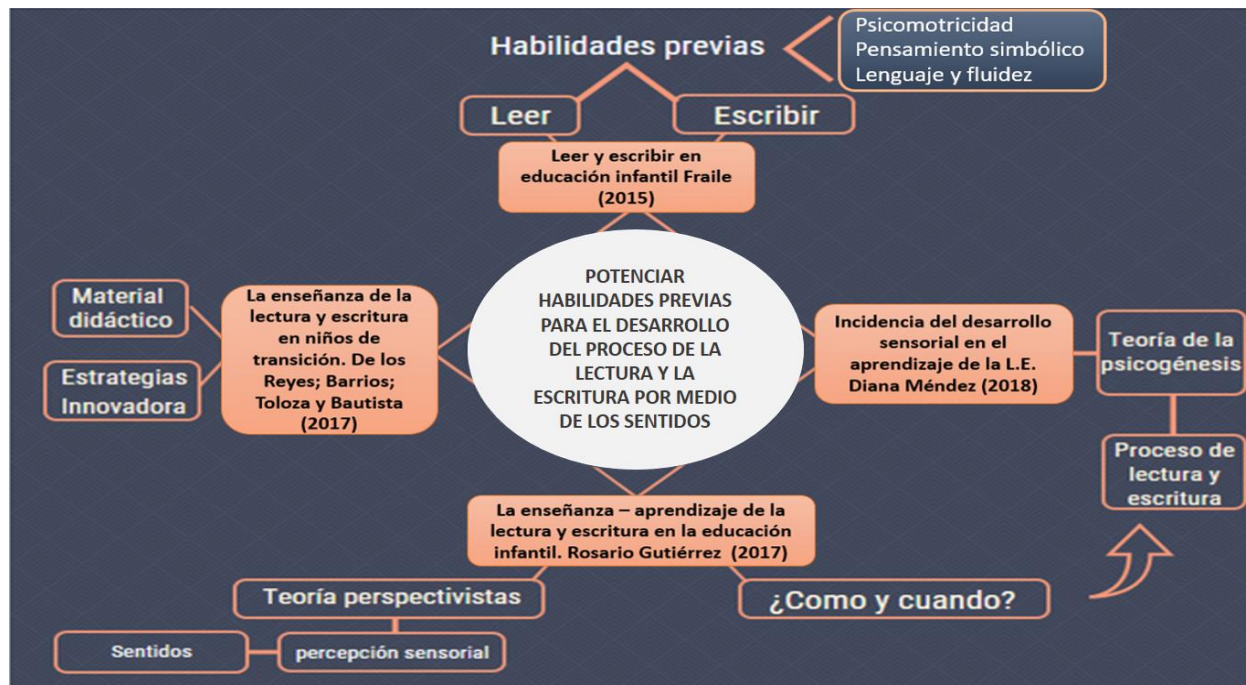 Habilidades previas
Psicomotricidad
Pensamiento simbólico
Lenguaje y fluidez
Leer
Escribir
Leer y escribir en
educación infantil Fraile
(2015)
Material
didáctico
Estrategias
Innovadora
La enseñanza de la
lectura y escritura
en niños de
transición. De los
Reyes; Barrios;
Toloza y Bautista
(2017)
POTENCIAR
HABILIDADES PREVIAS
PARA EL DESARROLLO
DEL PROCESO DE LA
LECTURA Y LA
ESCRITURA POR MEDIO
DE LOS SENTIDOS
Incidencia del desarrollo
sensorial en el
aprendizaje de la L.E.
Diana Méndez (2018)
Teoría de la
psicogénesis
Proceso de
lectura y
escritura
La enseñanza – aprendizaje de la
lectura y escritura en la educación
infantil. Rosario Gutiérrez (2017)
Teoría perspectivistas
¿Como y cuando?
Sentidos
percepción sensorial